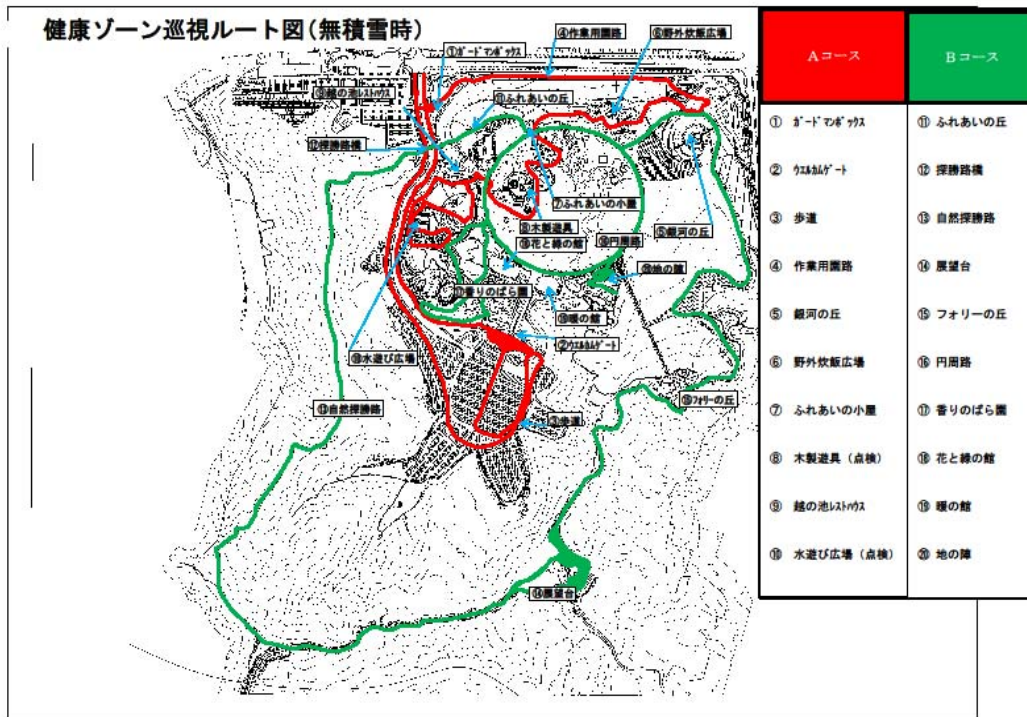 健康ゾーン巡視ルート図(無積雪時)
④作業用園路
⑥野外炊飯広場
①ｶﾞｰﾄﾞﾏﾝﾎﾞｯｸｽ
⑨越の池ﾚｽﾄﾊｳｽ
⑪ふれあいの丘
⑫探勝路橋
⑦ふれあいの小屋
⑧木製遊具
⑤銀河の丘
⑱花と緑の館
⑯円周路
⑳地の陣
⑰香りのばら園
⑲暖の館
②ｳｴﾙｶﾑｹﾞｰﾄ
⑩水遊び広場
⑬自然探勝路
⑮ﾌｫﾘｰの丘
③歩道
⑭展望台
Aコース
Bコース
① ｶﾞｰﾄﾞﾏﾝﾎﾞｯｸｽ
⑪ ふれあいの丘
② ｳｴﾙｶﾑｹﾞｰﾄ
⑫ 探勝路橋
③ 歩道
⑬ 自然探勝路
④ 作業用園路
⑭ 展望台
⑤ 銀河の丘
⑮ フォリーの丘
⑥ 野外炊飯広場
⑯ 円周路
⑦ ふれあいの小屋
⑰ 香りのばら園
⑧ 木製遊具（点検）
⑱ 花と緑の館
⑨ 越の池ﾚｽﾄﾊｳｽ
⑲ 暖の館
⑩ 水遊び広場（点検）
⑳ 地の陣